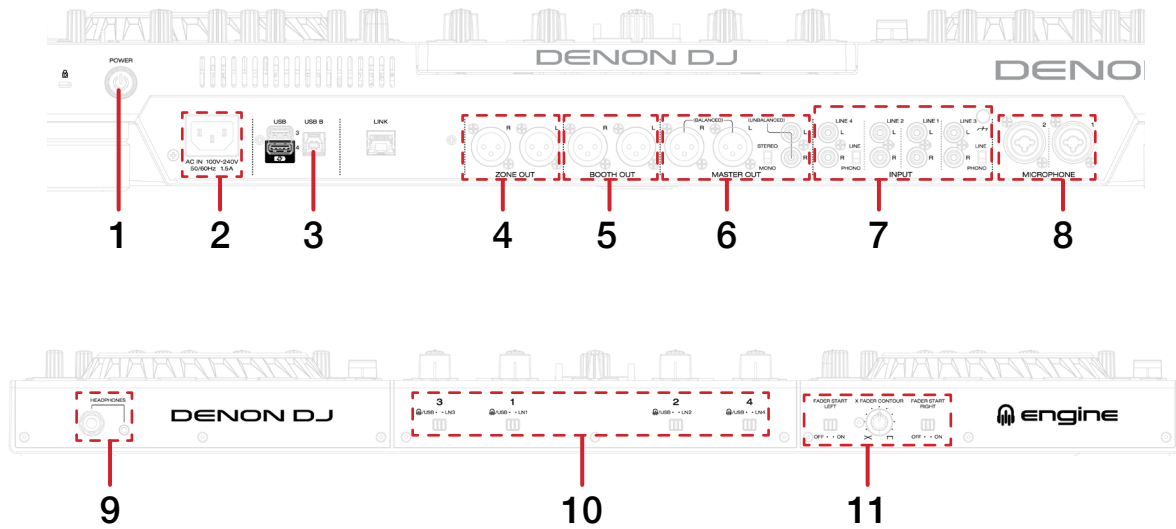 DENON DJ
DENO
POWER
USB
USB B
LINK
3
4
AC IN 100V-240V
50/60Hz 1.5A
R
L
ZONE OUT
R
L
BOOTH OUT
(BALANCED)
(UNBALANCED)
R
L
L
STEREO
R
MONO
MASTER OUT
LINE 4
LINE 2
LINE 1
LINE 3
L
L
L
L
LINE
LINE
R
R
R
R
PHONO
PHONO
INPUT
2
1
MICROPHONE
1
2
3
4
5
6
7
8
HEADPHONES
DENON DJ
3
1
2
4
/USB • • LN3
/USB • • LN1
/USB • • LN2
/USB • • LN4
FADER START
LEFT
X FADER CONTOUR
FADER START
RIGHT
OFF • • ON
OFF • • ON
engine
9
10
11